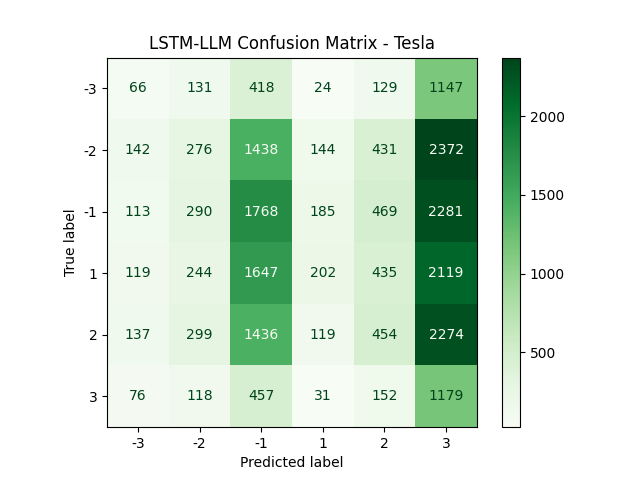 LSTM-LLM Confusion Matrix - Tesla
-3 66 131 418 24 129 1147
-2 142 276 1438 144 431 2372
-1 113 290 1768 185 469 2281
1 119 244 1647 202 435 2119
2 137 299 1436 119 454 2274
3 76 118 457 31 152 1179
-3 -2 -1 1 2 3
Predicted label
True label
2000
1500
1000
500